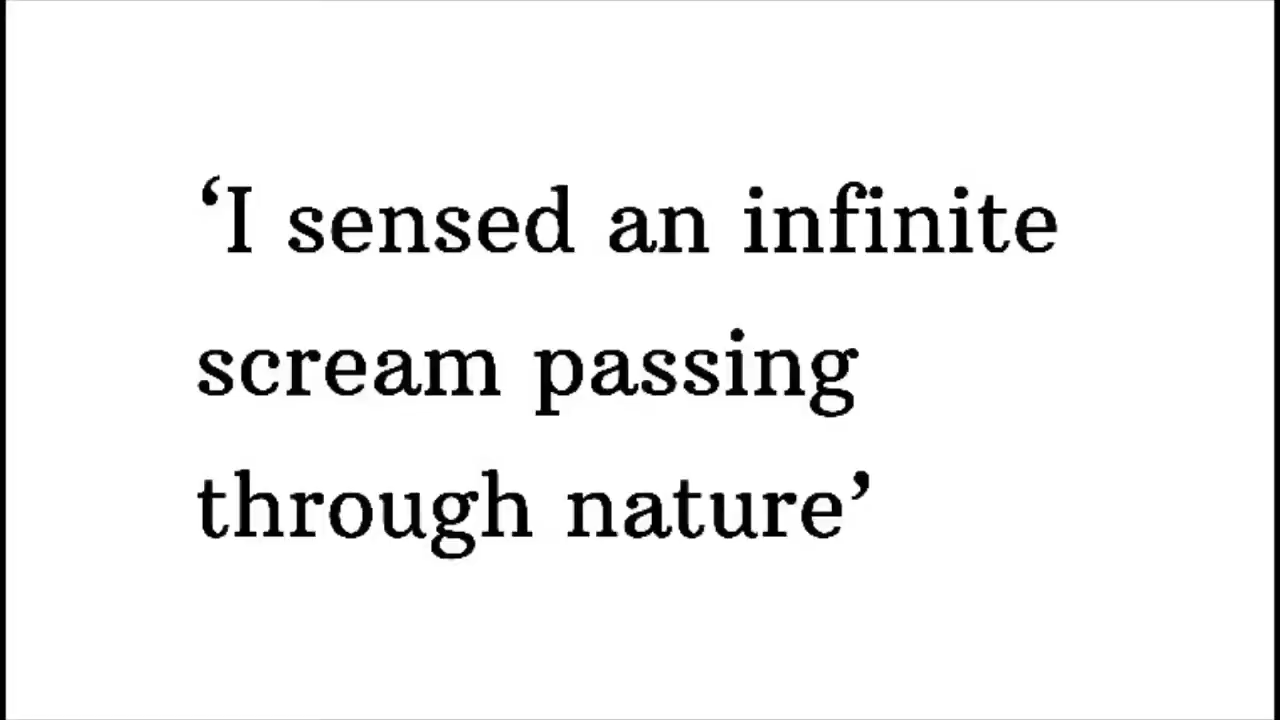 ‘I sensed an infinite
scream passing
through nature’